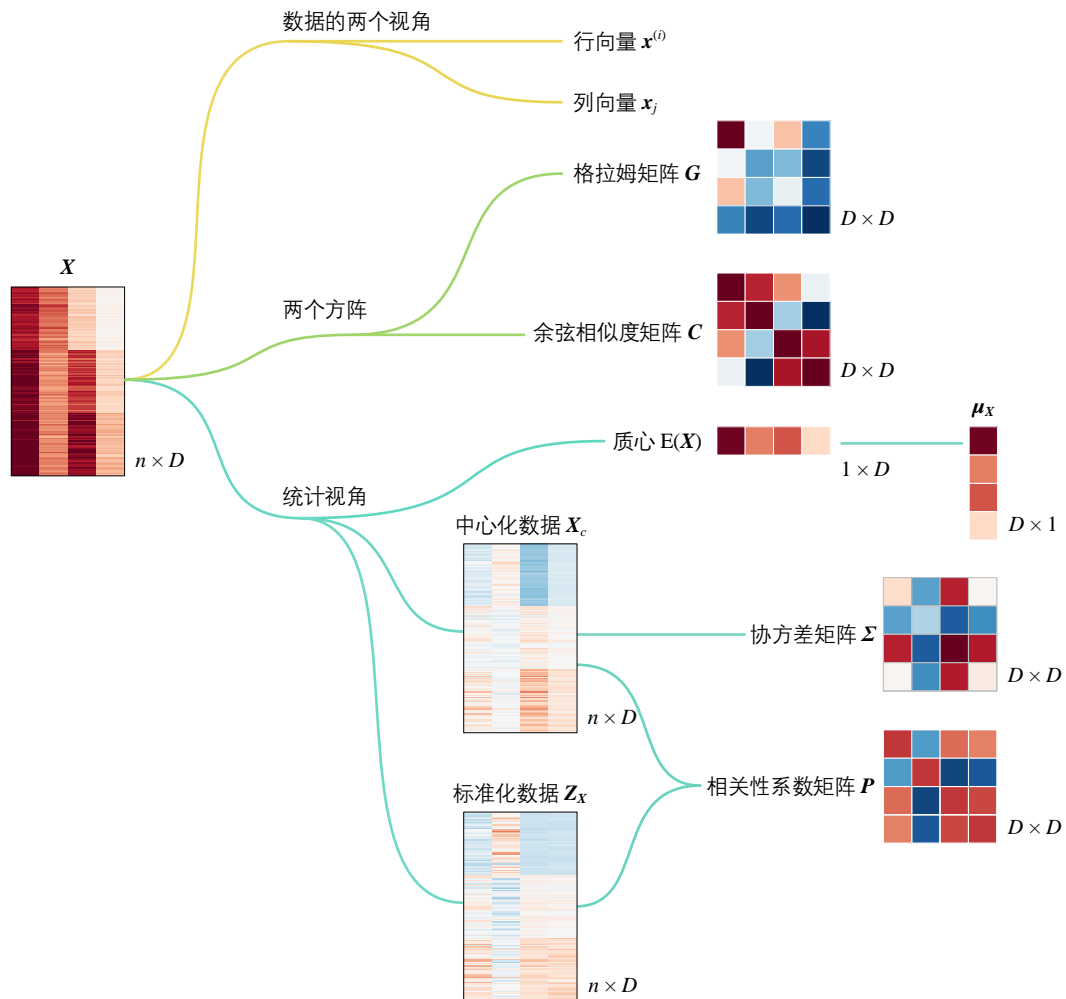 数据的两个视角
行向量 x^(i)
列向量 x_j
格拉姆矩阵 G
D × D
X
n × D
两个方阵
余弦相似度矩阵 C
D × D
质心 E(X)
1 × D
μ_X
D × 1
统计视角
中心化数据 X_c
n × D
协方差矩阵 Σ
D × D
标准化数据 Z_X
n × D
相关性系数矩阵 P
D × D